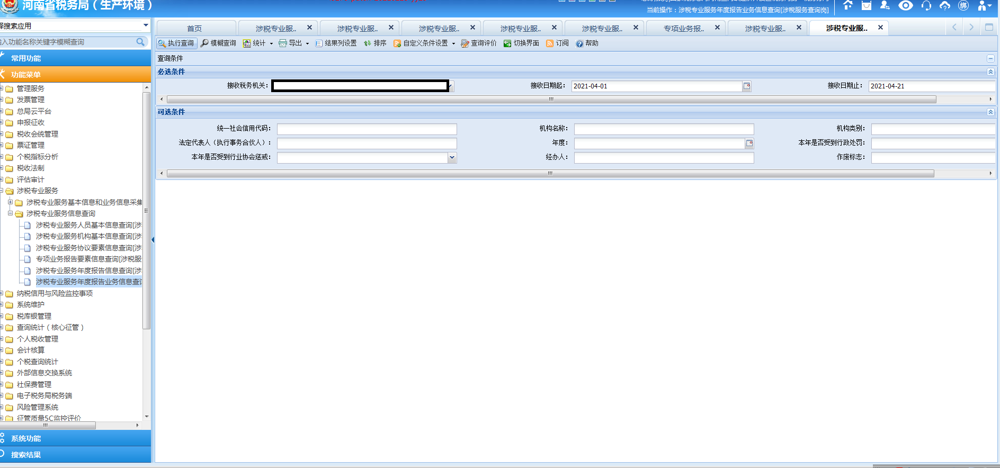 河南省税务局（生产环境）
当前操作：涉税专业服务年度报告业务信息查询[涉税服务查询岗]
绑
择搜索应用
首页
涉税专业服..
涉税专业服..
涉税专业服..
涉税专业服..
涉税专业服..
专项业务报..
涉税专业服..
涉税专业服..
入功能名称关键字模糊查询
执行查询
模糊查询
统计
导出
结果列设置
排序
自定义条件设置
查询评价
切换界面
订阅
帮助
常用功能
功能菜单
管理服务
发票管理
总局云平台
申报征收
税收会统管理
票证管理
个税指标分析
税收法制
评估审计
涉税专业服务
涉税专业服务基本信息和业务信息采集
涉税专业服务信息查询
涉税专业服务人员基本信息查询[涉
涉税专业服务机构基本信息查询[涉
涉税专业服务协议要素信息查询[涉
专项业务报告要素信息查询[涉税服
涉税专业服务年度报告信息查询[涉
涉税专业服务年度报告业务信息查询
纳税信用与风险监控事项
系统维护
税库银管理
查询统计（核心征管）
个人税收管理
会计核算
个税查询统计
外部信息交换系统
社保费管理
电子税务局税务端
风险管理系统
征管质量5C监控评价
系统功能
搜索结果
查询条件
必选条件
接收税务机关：
接收日期起： 2021-04-01
接收日期止： 2021-04-21
可选条件
统一社会信用代码：
机构名称：
机构类别：
法定代表人（执行事务合伙人）：
年度：
本年是否受到行政处罚：
本年是否受到行业协会惩戒：
经办人：
作废标志：